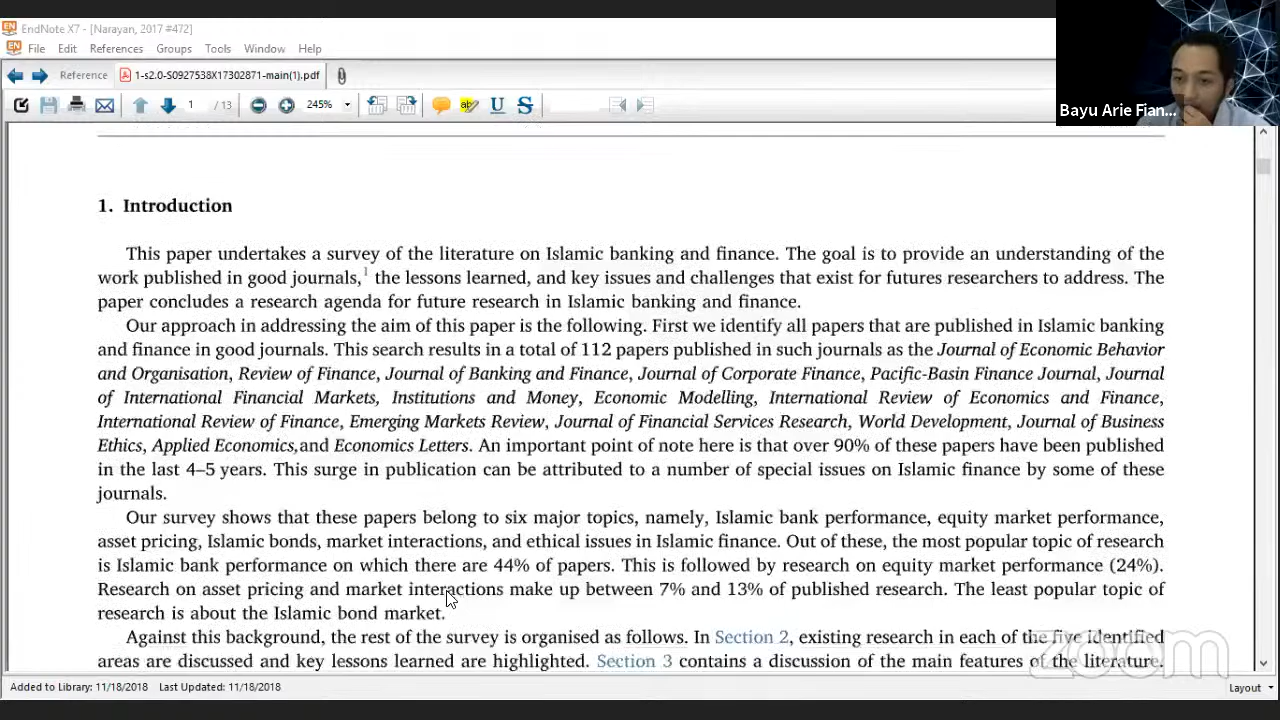 EndNote X7 - [Narayan, 2017 #472]
File Edit References Groups Tools Window Help
Reference 1-s2.0-S0927538X17302871-main(1).pdf
1 / 13 245%
Bayu Arie Fian...
1. Introduction
This paper undertakes a survey of the literature on Islamic banking and finance. The goal is to provide an understanding of the
work published in good journals,1 the lessons learned, and key issues and challenges that exist for futures researchers to address. The
paper concludes a research agenda for future research in Islamic banking and finance.
Our approach in addressing the aim of this paper is the following. First we identify all papers that are published in Islamic banking
and finance in good journals. This search results in a total of 112 papers published in such journals as the Journal of Economic Behavior
and Organisation, Review of Finance, Journal of Banking and Finance, Journal of Corporate Finance, Pacific-Basin Finance Journal, Journal
of International Financial Markets, Institutions and Money, Economic Modelling, International Review of Economics and Finance,
International Review of Finance, Emerging Markets Review, Journal of Financial Services Research, World Development, Journal of Business
Ethics, Applied Economics,and Economics Letters. An important point of note here is that over 90% of these papers have been published
in the last 4–5 years. This surge in publication can be attributed to a number of special issues on Islamic finance by some of these
journals.
Our survey shows that these papers belong to six major topics, namely, Islamic bank performance, equity market performance,
asset pricing, Islamic bonds, market interactions, and ethical issues in Islamic finance. Out of these, the most popular topic of research
is Islamic bank performance on which there are 44% of papers. This is followed by research on equity market performance (24%).
Research on asset pricing and market interactions make up between 7% and 13% of published research. The least popular topic of
research is about the Islamic bond market.
Against this background, the rest of the survey is organised as follows. In Section 2, existing research in each of the five identified
areas are discussed and key lessons learned are highlighted. Section 3 contains a discussion of the main features of the literature.
zoom
Added to Library: 11/18/2018 Last Updated: 11/18/2018 Layout